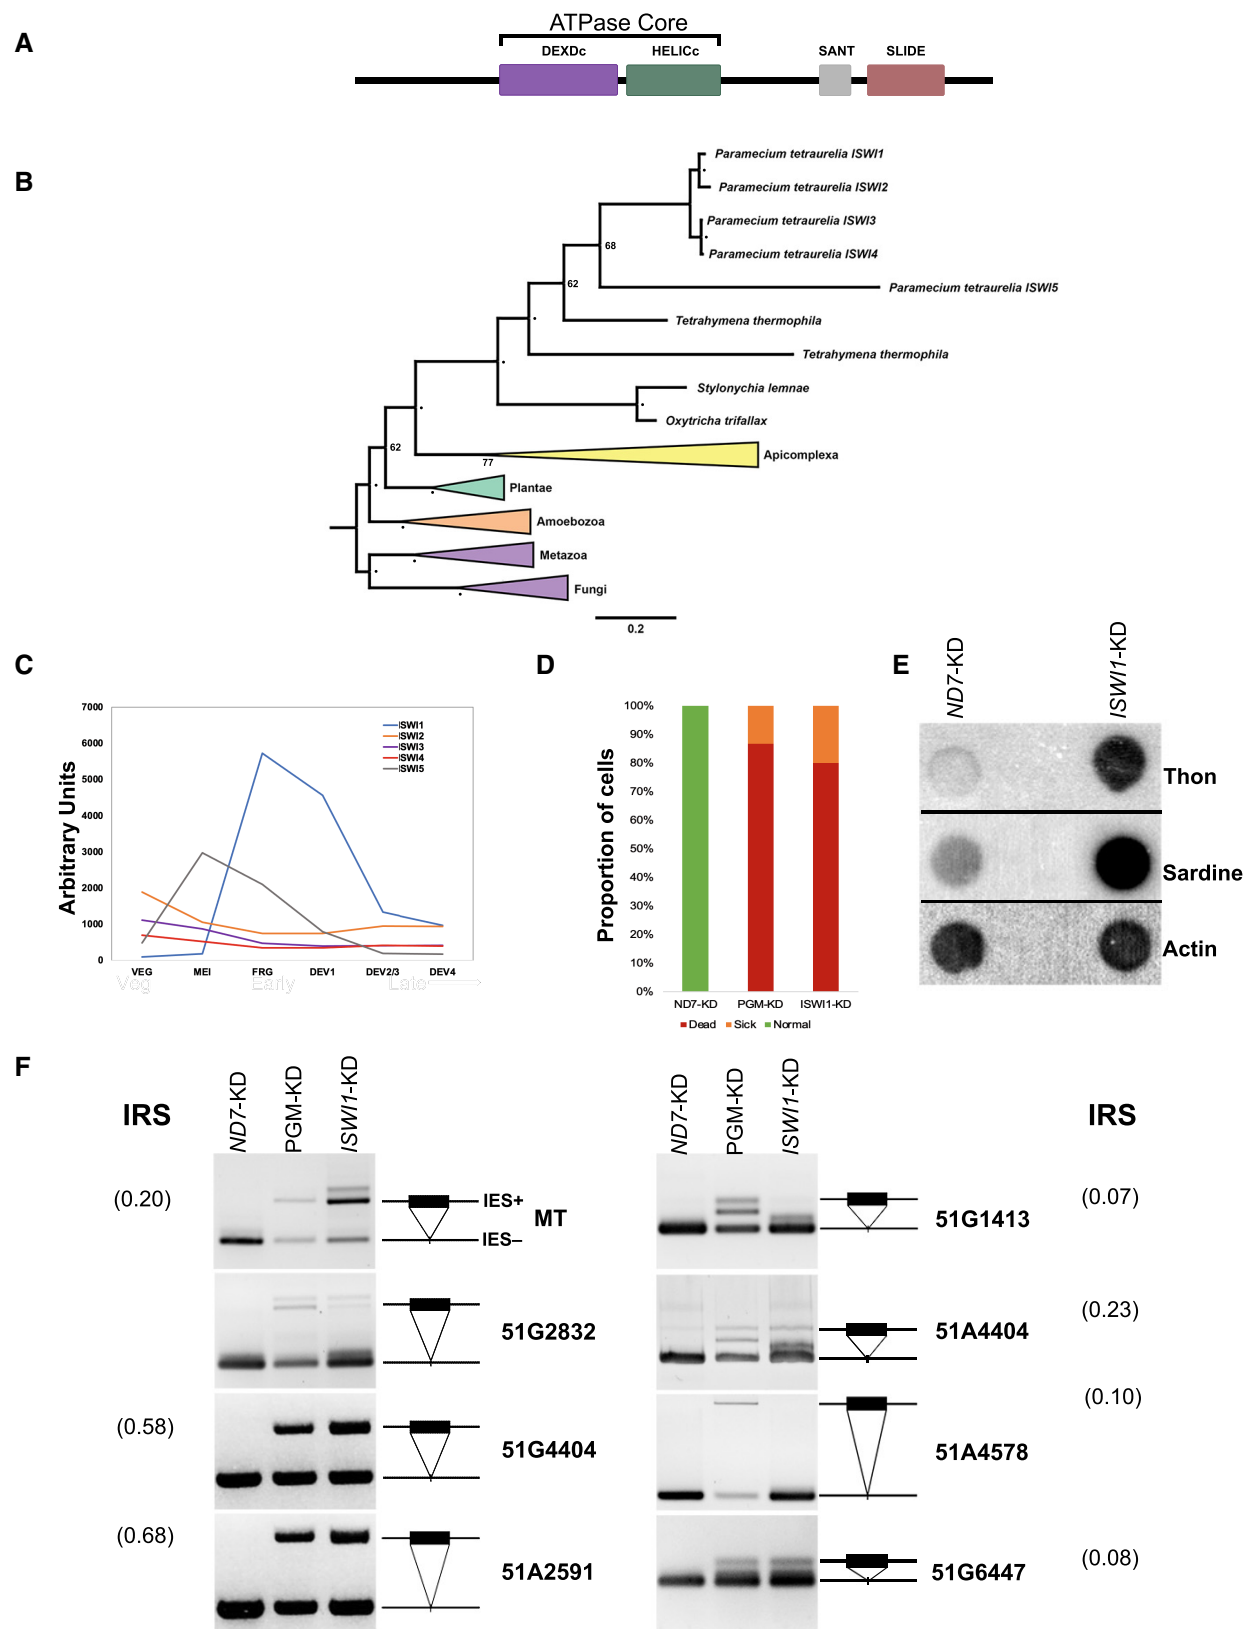 A
ATPase Core
DEXDc
HELICc
SANT
SLIDE
B
Paramecium tetraurelia ISWI1
Paramecium tetraurelia ISWI2
Paramecium tetraurelia ISWI3
Paramecium tetraurelia ISWI4
68
62
Paramecium tetraurelia ISWI5
Tetrahymena thermophila
Tetrahymena thermophila
Stylonychia lemnae
Oxytricha trifallax
62
77
Apicomplexa
Plantae
Amoebozoa
Metazoa
Fungi
0.2
C
Arbitrary Units
7000
6000
5000
4000
3000
2000
1000
0
ISWI1
ISWI2
ISWI3
ISWI4
ISWI5
VEG MEI FRG DEV1 DEV2/3 DEV4
Veg Early Late
D
Proportion of cells
100%
90%
80%
70%
60%
50%
40%
30%
20%
10%
0%
ND7-KD PGM-KD ISWI1-KD
Dead Sick Normal
E
ND7-KD
ISWI1-KD
Thon
Sardine
Actin
F
IRS
ND7-KD
PGM-KD
ISWI1-KD
(0.20)
IES+
IES–
MT
51G2832
(0.58)
51G4404
(0.68)
51A2591
ND7-KD
PGM-KD
ISWI1-KD
IRS
51G1413
(0.07)
51A4404
(0.23)
51A4578
(0.10)
51G6447
(0.08)